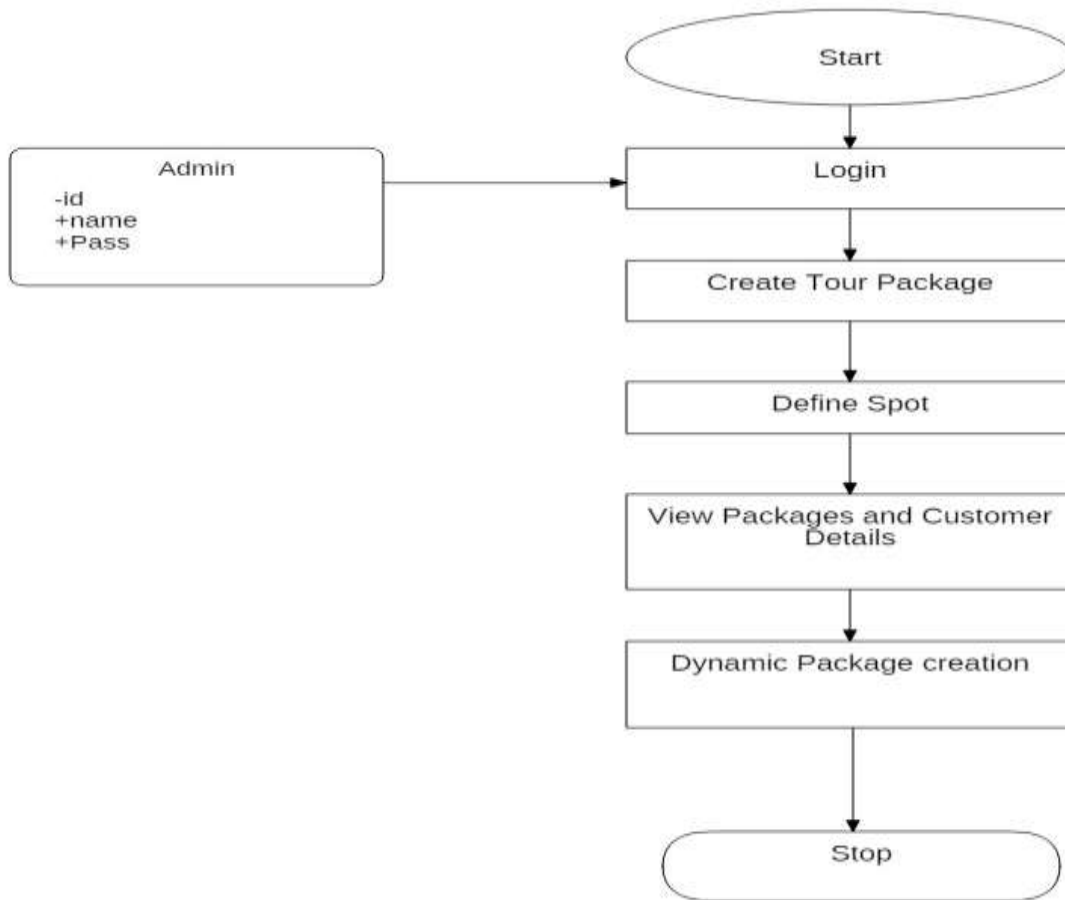 Start
Admin
-id
+name
+Pass
Login
Create Tour Package
Define Spot
View Packages and Customer
Details
Dynamic Package creation
Stop